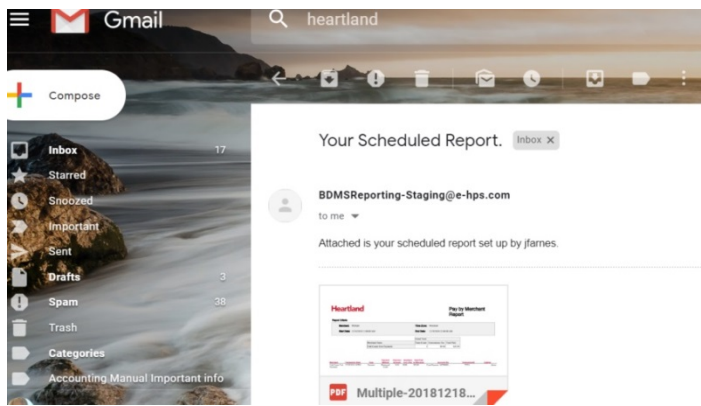 Gmail
heartland
Compose
Inbox 17
Starred
Snoozed
Important
Sent
Drafts 3
Spam 38
Trash
Categories
Accounting Manual Important info
Your Scheduled Report. Inbox X
BDMSReporting-Staging@e-hps.com
to me
Attached is your scheduled report set up by jfarnes.
Heartland Pay by Merchant
Report
PDF Multiple-20181218...